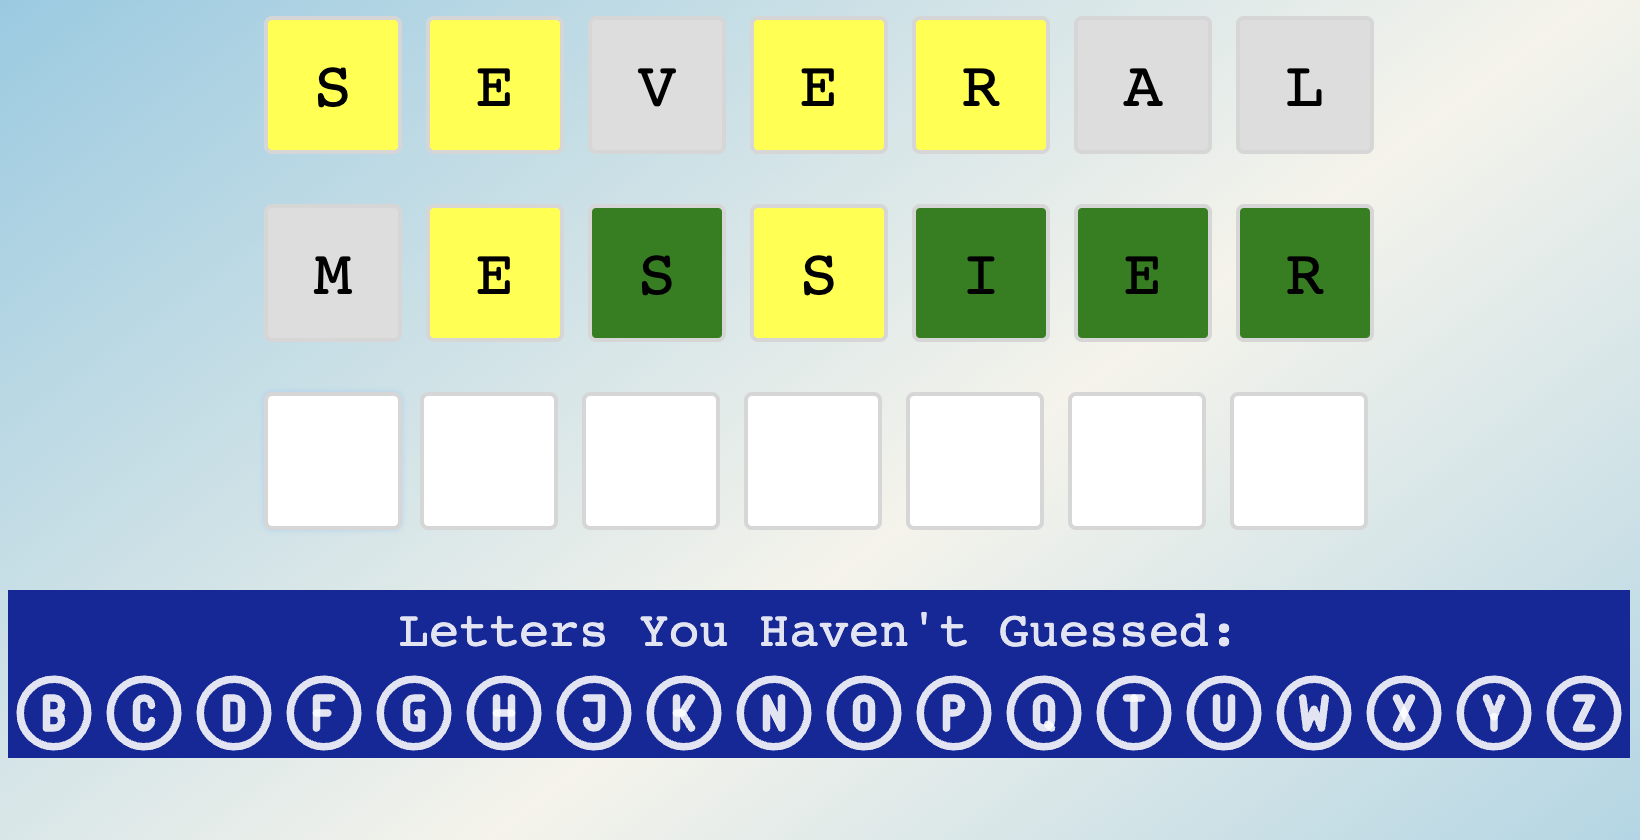 S E V E R A L
M E S S I E R
Letters You Haven't Guessed:
B C D F G H J K N O P Q T U W X Y Z